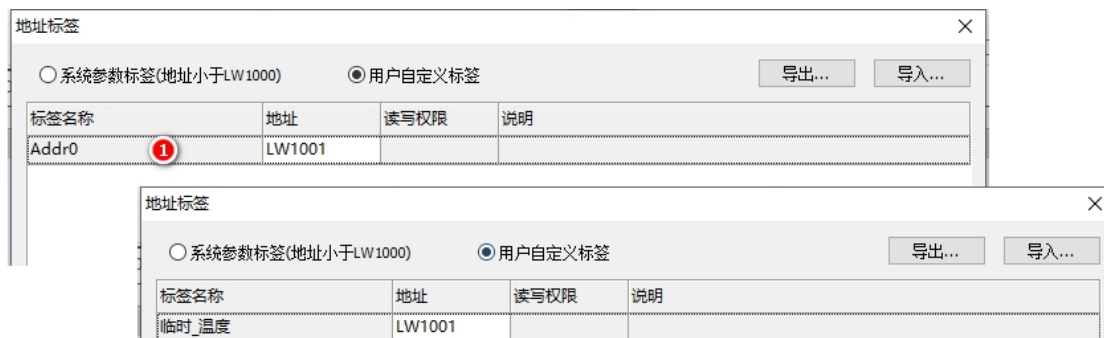 地址标签
系统参数标签(地址小于LW1000) 用户自定义标签 导出... 导入...
标签名称 地址 读写权限 说明
Addr0 1 LW1001
地址标签
系统参数标签(地址小于LW1000) 用户自定义标签 导出... 导入...
标签名称 地址 读写权限 说明
临时_温度 LW1001